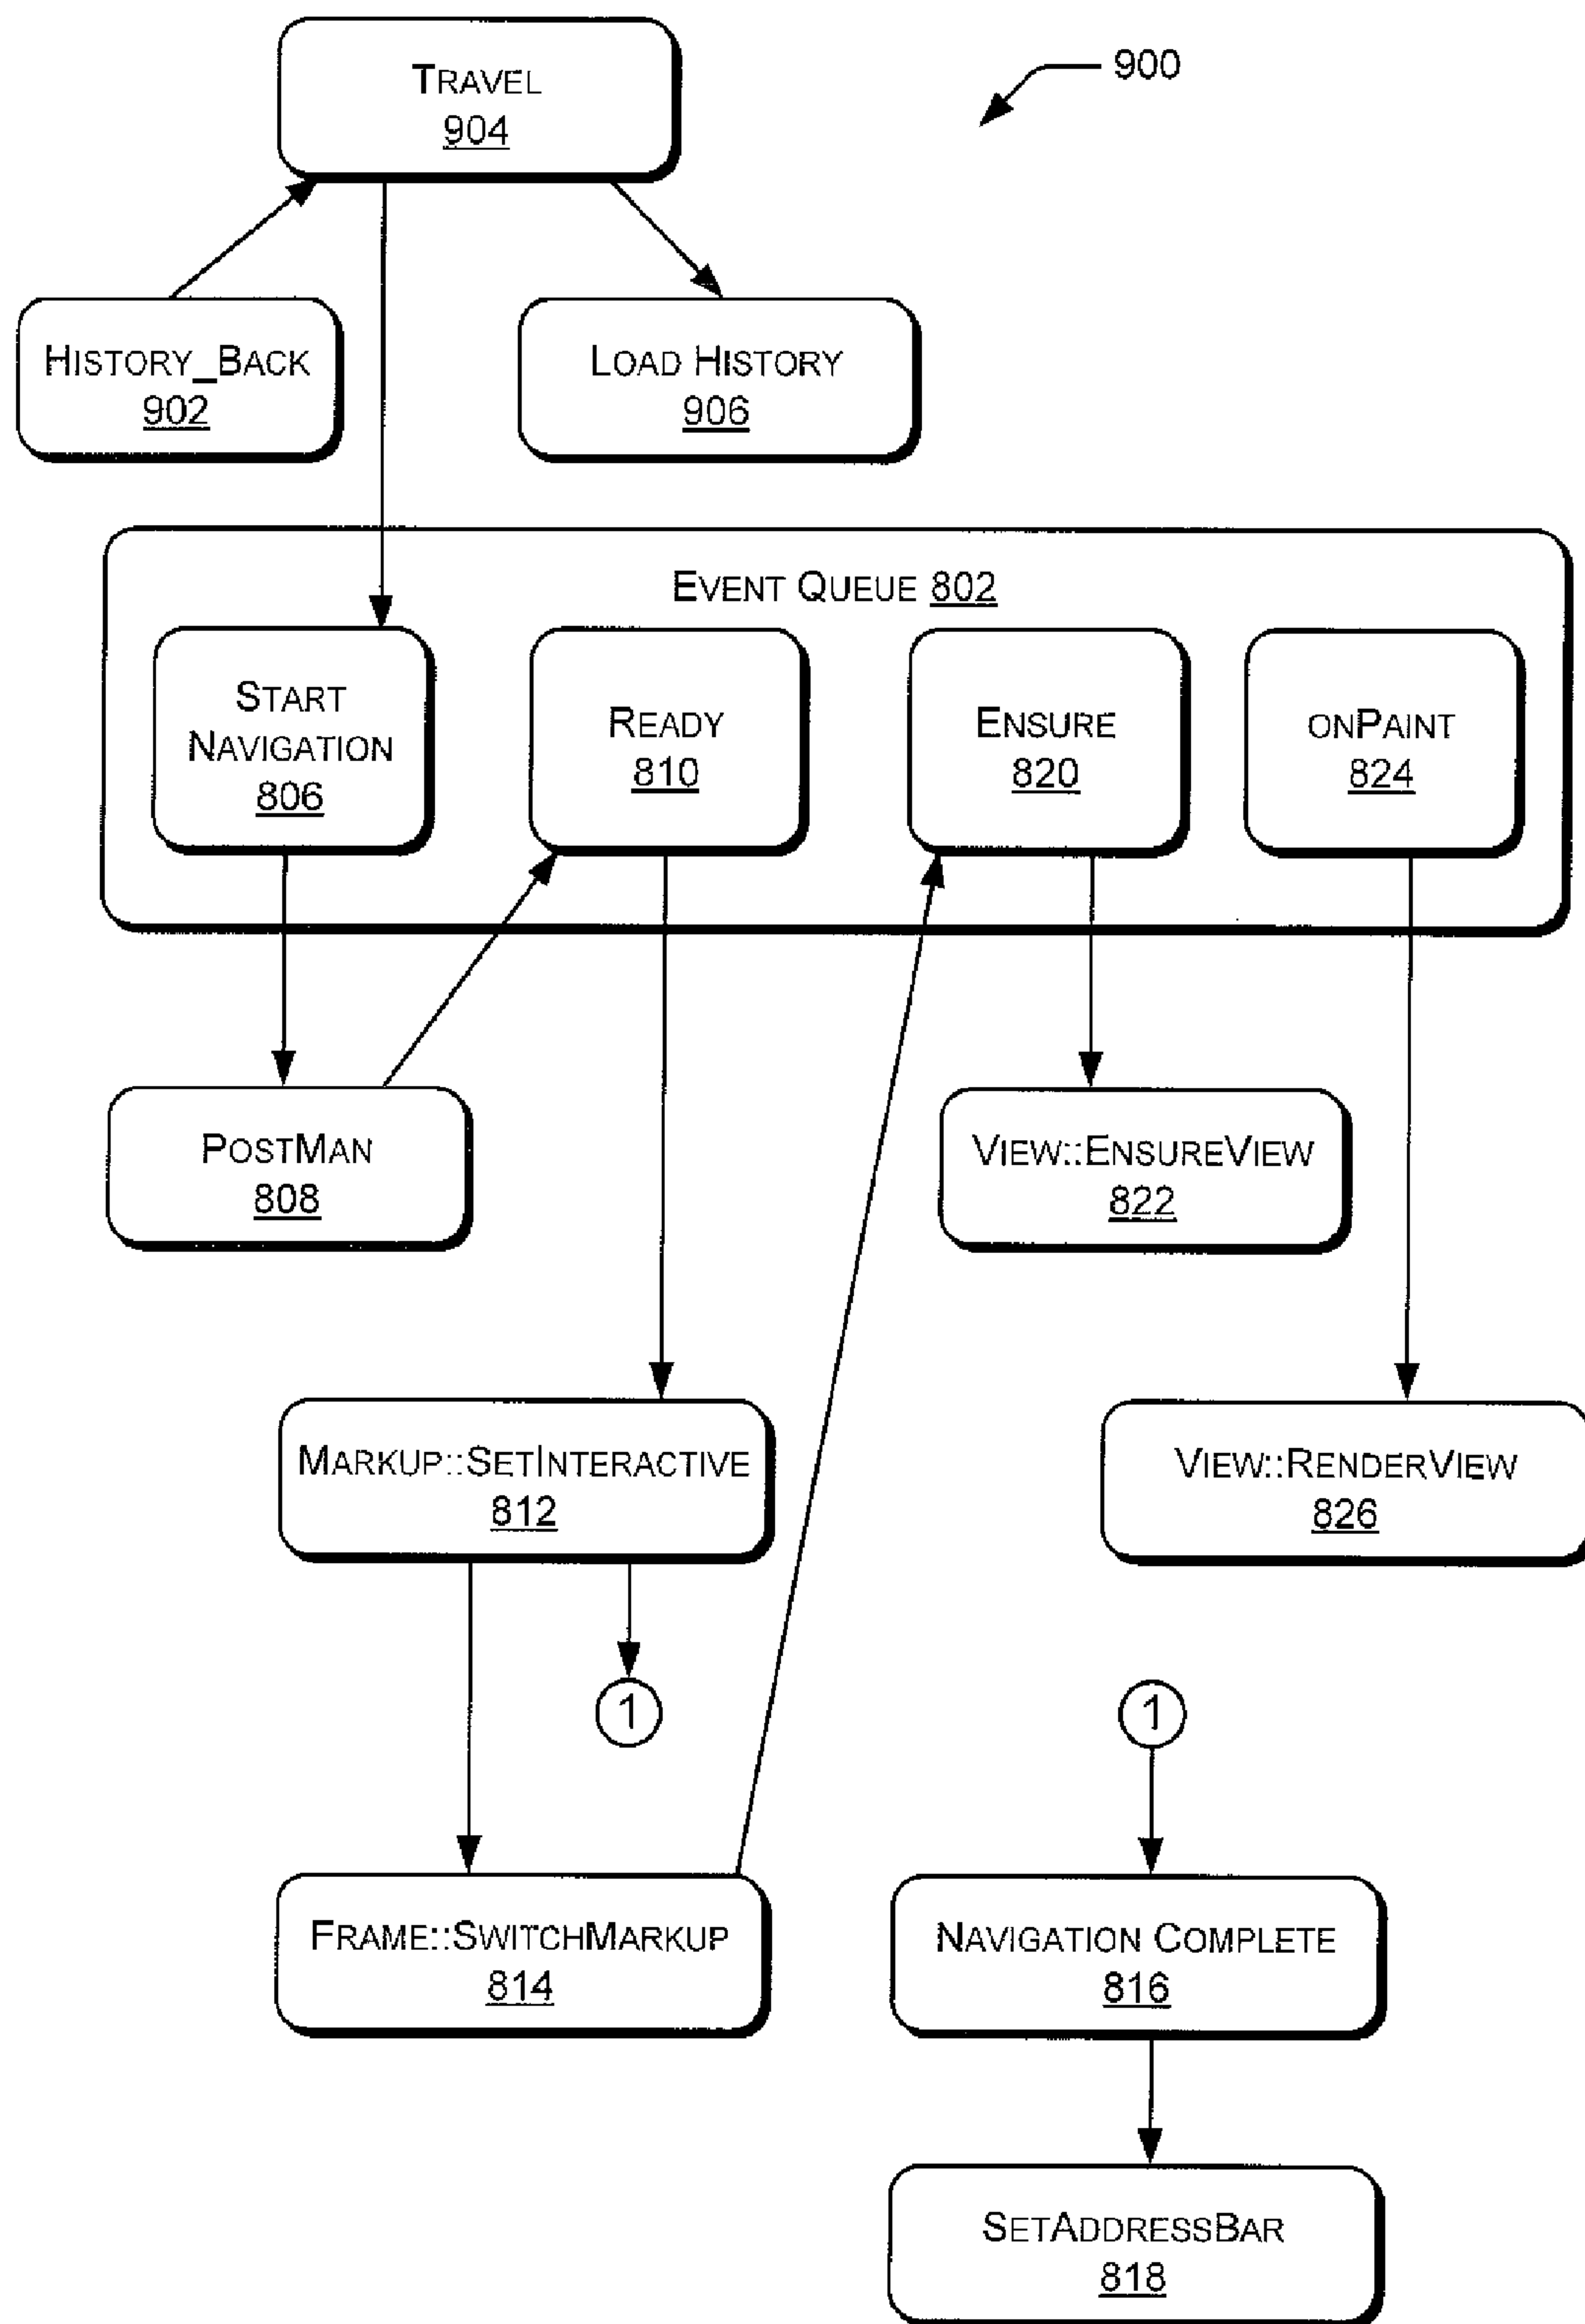 900
TRAVEL
904
HISTORY_BACK
902
LOAD HISTORY
906
EVENT QUEUE 802
START
NAVIGATION
806
READY
810
ENSURE
820
ONPAINT
824
POSTMAN
808
VIEW::ENSUREVIEW
822
MARKUP::SETINTERACTIVE
812
VIEW::RENDERVIEW
826
1
1
FRAME::SWITCHMARKUP
814
NAVIGATION COMPLETE
816
SETADDRESSBAR
818